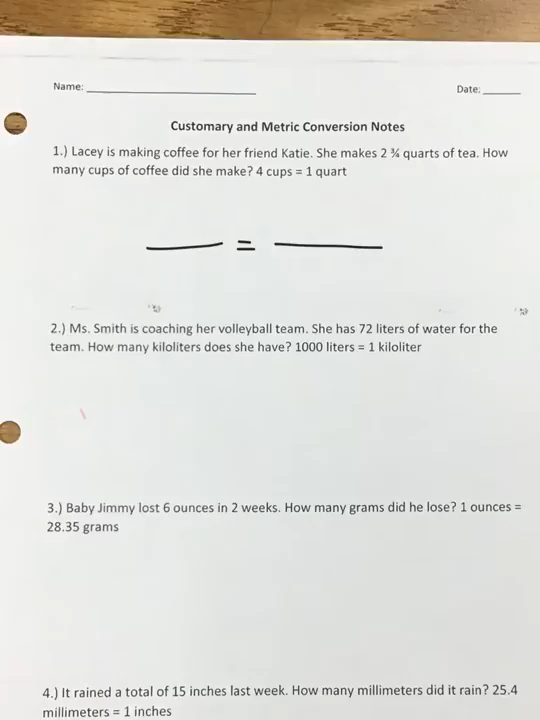 Name: ____________ Date: ______
Customary and Metric Conversion Notes
1.) Lacey is making coffee for her friend Katie. She makes 2 ¾ quarts of tea. How
many cups of coffee did she make? 4 cups = 1 quart
____ = ____
2.) Ms. Smith is coaching her volleyball team. She has 72 liters of water for the
team. How many kiloliters does she have? 1000 liters = 1 kiloliter
3.) Baby Jimmy lost 6 ounces in 2 weeks. How many grams did he lose? 1 ounces =
28.35 grams
4.) It rained a total of 15 inches last week. How many millimeters did it rain? 25.4
millimeters = 1 inches